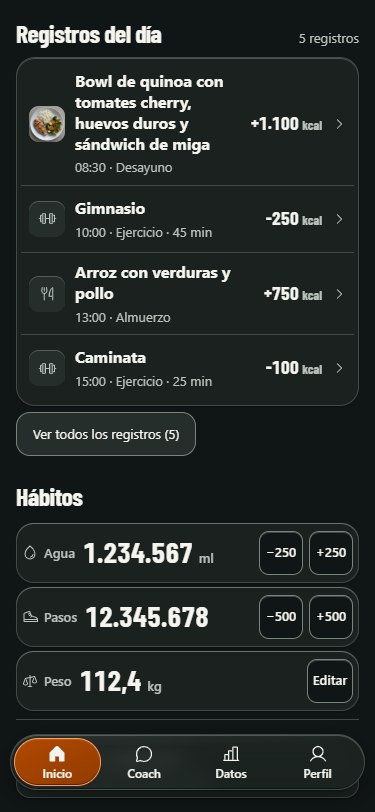 Registros del día
5 registros
Bowl de quinoa con
tomates cherry,
huevos duros y
sándwich de miga
+1.100 kcal
08:30 · Desayuno
Gimnasio
-250 kcal
10:00 · Ejercicio · 45 min
Arroz con verduras y
pollo
+750 kcal
13:00 · Almuerzo
Caminata
-100 kcal
15:00 · Ejercicio · 25 min
Ver todos los registros (5)
Hábitos
Agua 1.234.567 ml
−250 +250
Pasos 12.345.678
−500 +500
Peso 112,4 kg
Editar
Inicio Coach Datos Perfil